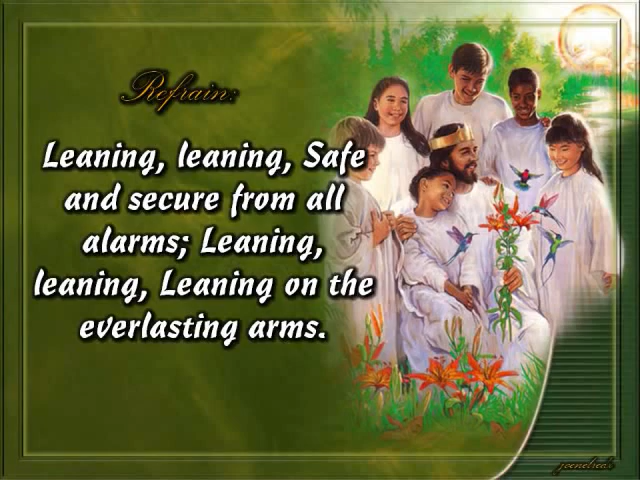 Refrain:
Leaning, leaning, Safe
and secure from all
alarms; Leaning,
leaning, Leaning on the
everlasting arms.